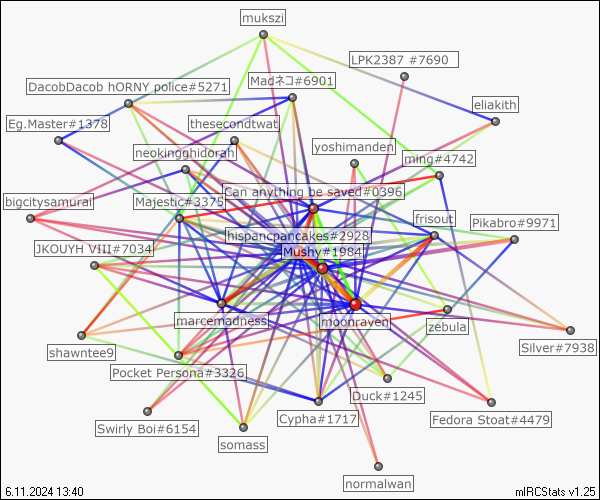 mukszi
LPK2387 #7690
DacobDacob hORNY police#5271
Madネコ#6901
eliakith
Eg.Master#1378
thesecondtwat
yoshimanden
neokingghidorah
ming#4742
Can anything be saved#0396
bigcitysamurai
Majestic#3375
frisout
Pikabro#9971
hispancpancakes#2928
JKOUYH VIII#7034
Mushy#1984
marcemadness
moonraven
zebula
shawntee9
Silver#7938
Pocket Persona#3326
Duck#1245
Swirly Boi#6154
Cypha#1717
Fedora Stoat#4479
somass
normalwan
6.11.2024 13:40
mIRCStats v1.25